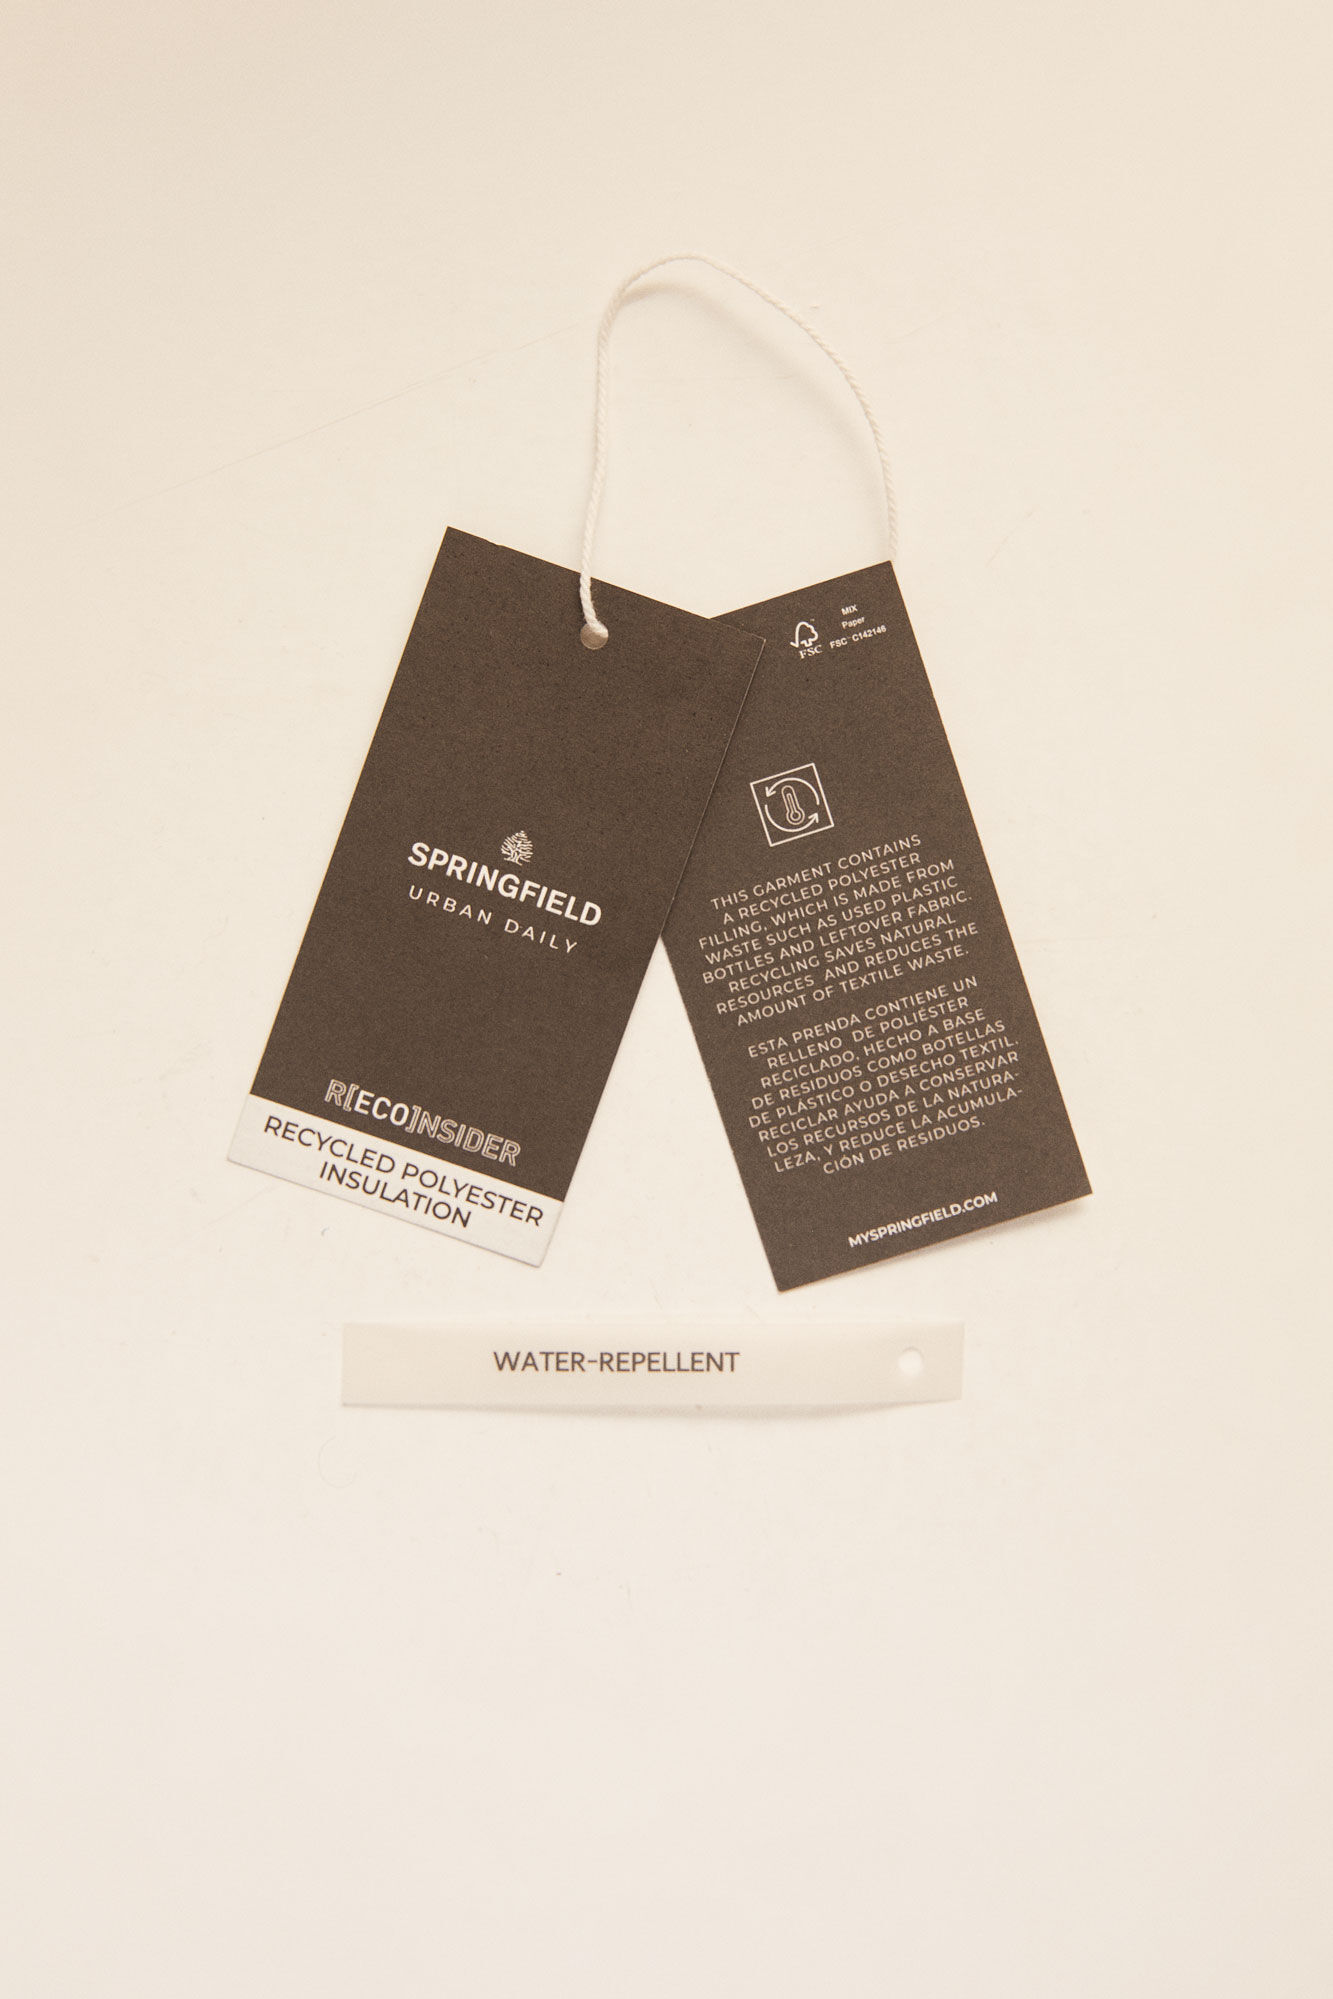 SPRINGFIELD
URBAN DAILY
R[ECO]NSIDER
RECYCLED POLYESTER
INSULATION
FSC
MIX
Paper
FSC™ C142146
THIS GARMENT CONTAINS
A RECYCLED POLYESTER
FILLING, WHICH IS MADE FROM
WASTE SUCH AS USED PLASTIC
BOTTLES AND LEFTOVER FABRIC.
RECYCLING SAVES NATURAL
RESOURCES AND REDUCES THE
AMOUNT OF TEXTILE WASTE.
ESTA PRENDA CONTIENE UN
RELLENO DE POLIÉSTER
RECICLADO, HECHO A BASE
DE RESIDUOS COMO BOTELLAS
DE PLÁSTICO O DESECHO TEXTIL.
RECICLAR AYUDA A CONSERVAR
LOS RECURSOS DE LA NATURA-
LEZA, Y REDUCE LA ACUMULA-
CIÓN DE RESIDUOS.
MYSPRINGFIELD.COM
WATER-REPELLENT